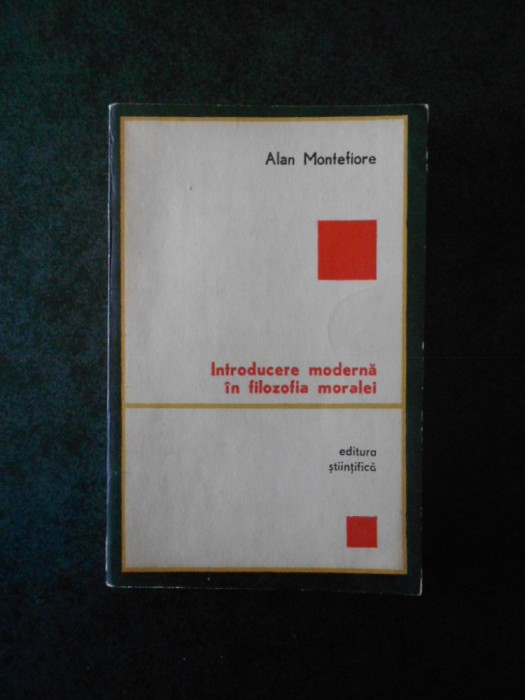 Alan Montefiore
Introducere modernă
în filozofia moralei
editura
științifică